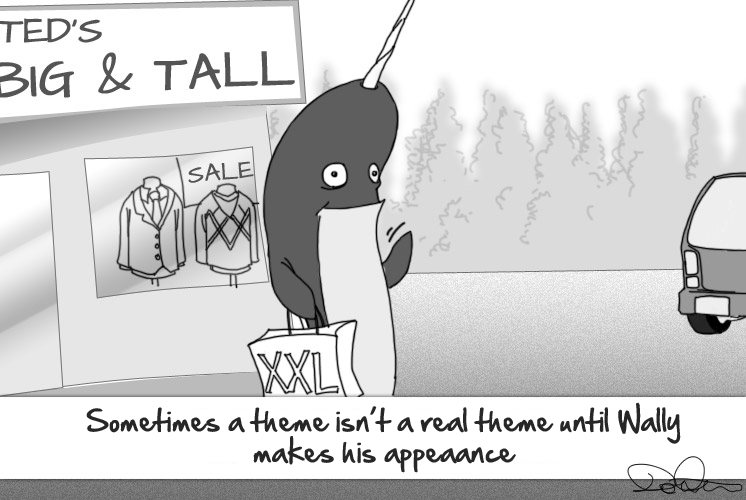 TED'S
BIG & TALL
SALE
XXL
Sometimes a theme isn't a real theme until Wally
makes his appeaance